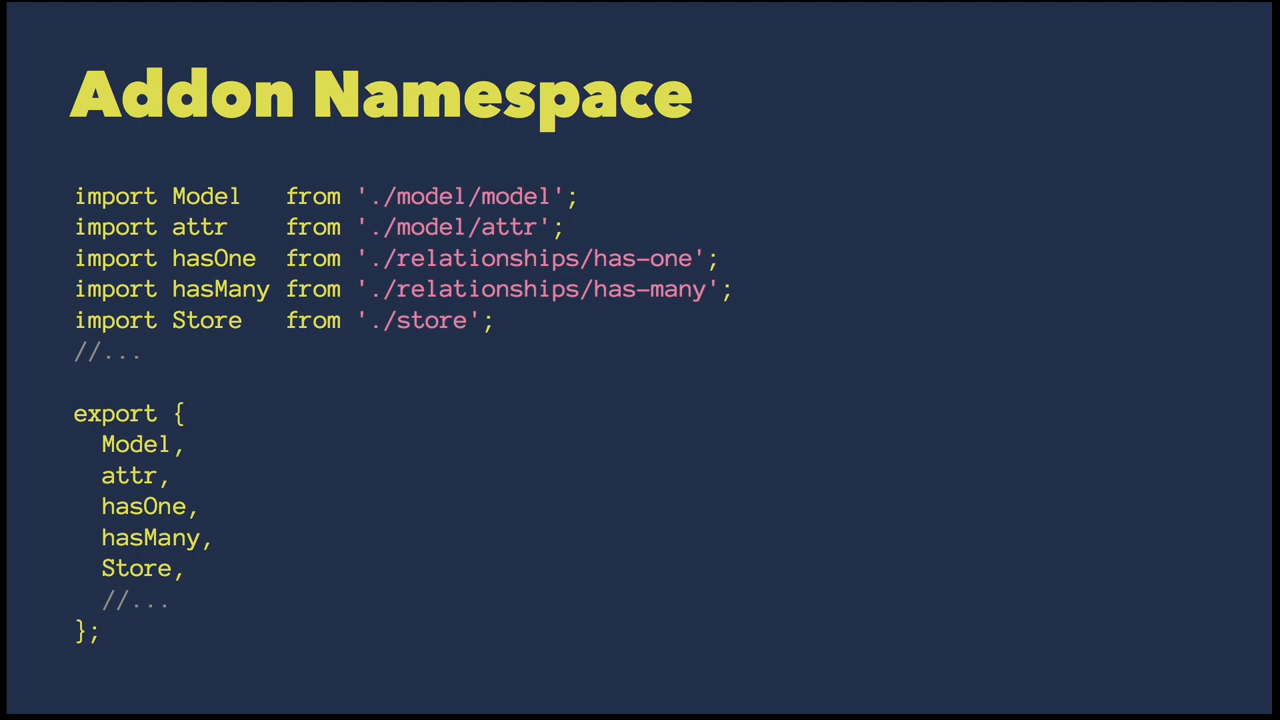 Addon Namespace
import Model   from './model/model';
import attr    from './model/attr';
import hasOne  from './relationships/has-one';
import hasMany from './relationships/has-many';
import Store   from './store';
//...
export {
  Model,
  attr,
  hasOne,
  hasMany,
  Store,
  //...
};